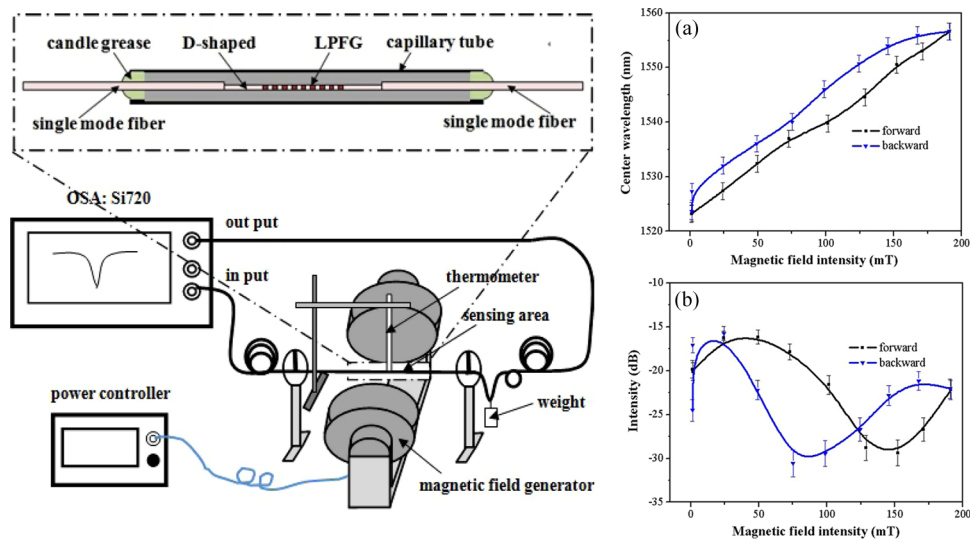 candle grease
D-shaped
LPFG
capillary tube
single mode fiber
single mode fiber
OSA: Si720
out put
in put
thermometer
sensing area
power controller
weight
magnetic field generator
(a)
1560
1550
1540
1530
1520
Center wavelength (nm)
forward
backward
0
50
100
150
200
Magnetic field intensity (mT)
(b)
-10
-15
-20
-25
-30
-35
Intensity (dB)
forward
backward
0
50
100
150
200
Magnetic field intensity (mT)